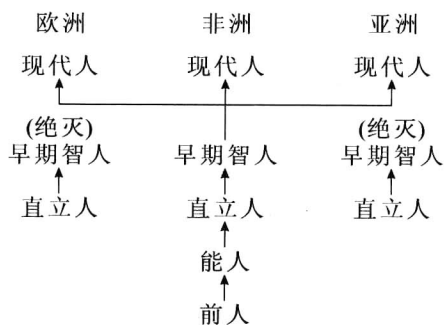 欧洲 非洲 亚洲
现代人 现代人 现代人
(绝灭) (绝灭)
早期智人 早期智人 早期智人
直立人 直立人 直立人
能人
前人